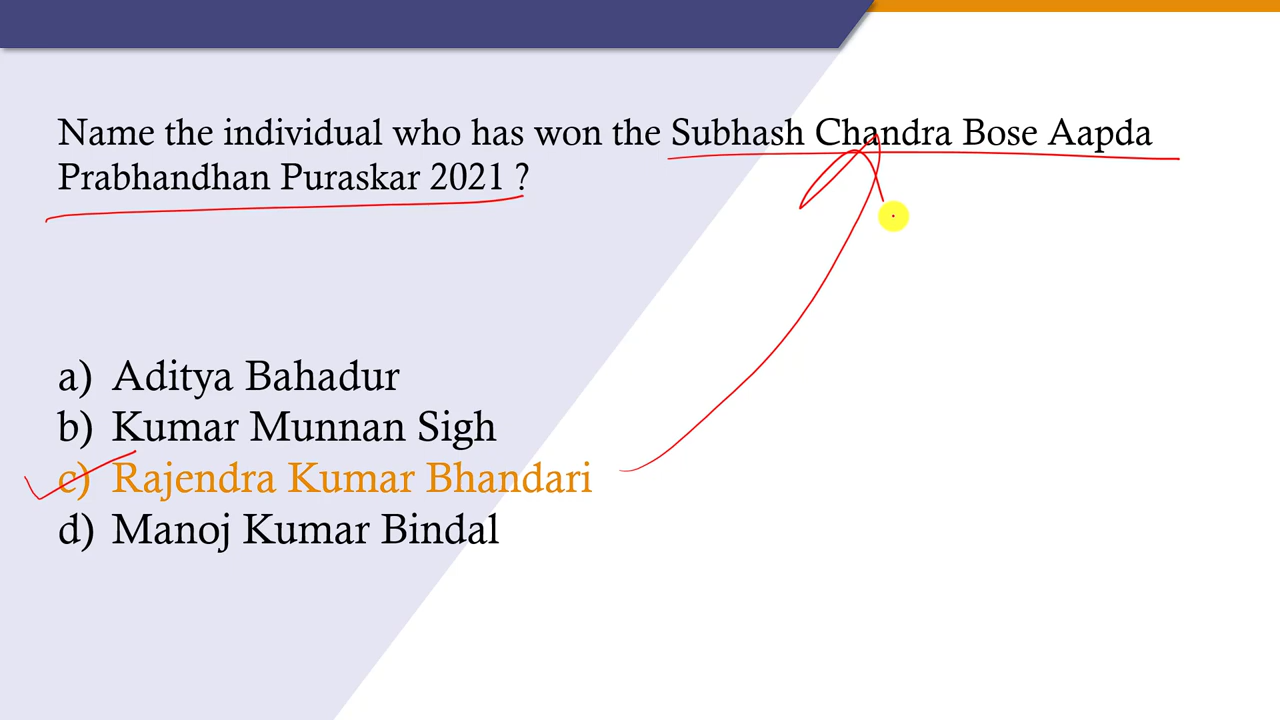 Name the individual who has won the Subhash Chandra Bose Aapda
Prabhandhan Puraskar 2021 ?
a) Aditya Bahadur
b) Kumar Munnan Sigh
c) Rajendra Kumar Bhandari
d) Manoj Kumar Bindal